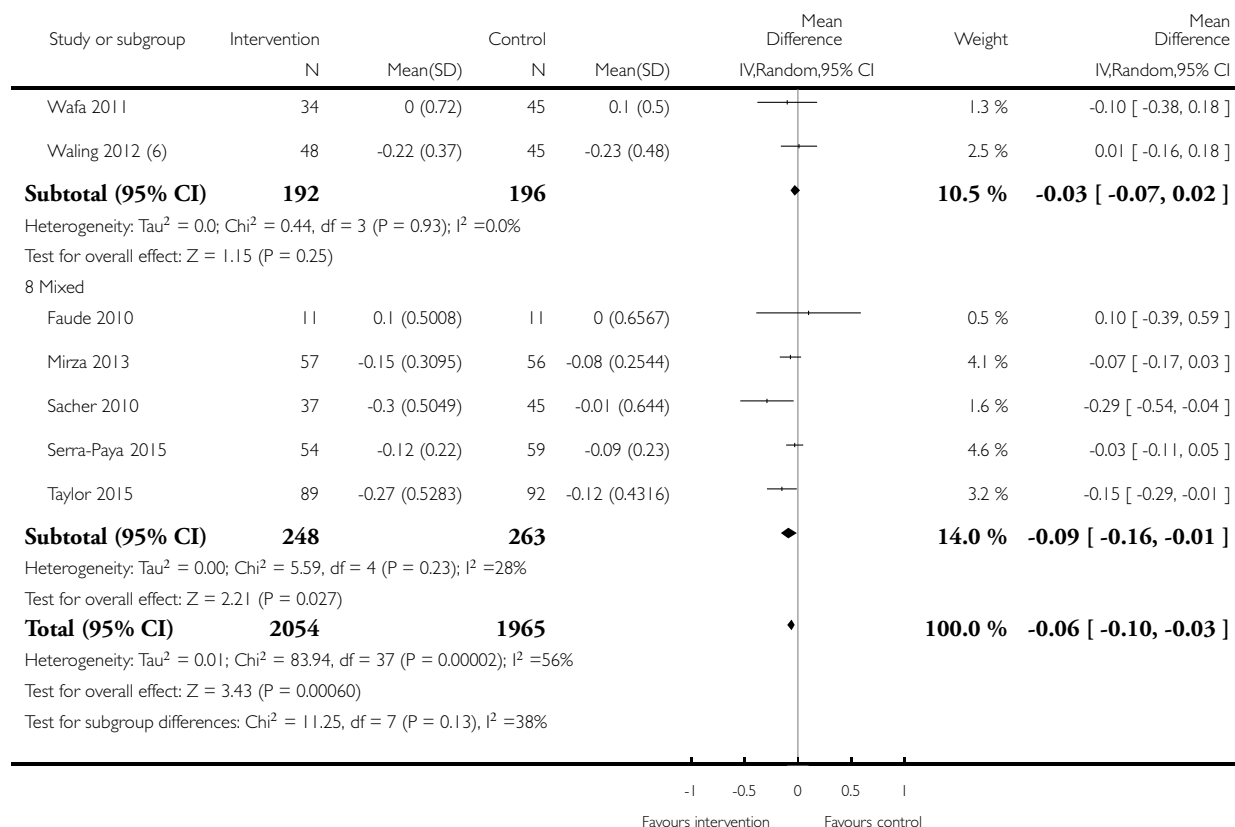 Study or subgroup Intervention Control Mean Difference Weight Mean Difference
N Mean(SD) N Mean(SD) IV,Random,95% CI IV,Random,95% CI
Wafa 2011 34 0 (0.72) 45 0.1 (0.5) 1.3 % -0.10 [ -0.38, 0.18 ]
Waling 2012 (6) 48 -0.22 (0.37) 45 -0.23 (0.48) 2.5 % 0.01 [ -0.16, 0.18 ]
Subtotal (95% CI) 192 196 10.5 % -0.03 [ -0.07, 0.02 ]
Heterogeneity: Tau² = 0.0; Chi² = 0.44, df = 3 (P = 0.93); I² =0.0%
Test for overall effect: Z = 1.15 (P = 0.25)
8 Mixed
Faude 2010 11 0.1 (0.5008) 11 0 (0.6567) 0.5 % 0.10 [ -0.39, 0.59 ]
Mirza 2013 57 -0.15 (0.3095) 56 -0.08 (0.2544) 4.1 % -0.07 [ -0.17, 0.03 ]
Sacher 2010 37 -0.3 (0.5049) 45 -0.01 (0.644) 1.6 % -0.29 [ -0.54, -0.04 ]
Serra-Paya 2015 54 -0.12 (0.22) 59 -0.09 (0.23) 4.6 % -0.03 [ -0.11, 0.05 ]
Taylor 2015 89 -0.27 (0.5283) 92 -0.12 (0.4316) 3.2 % -0.15 [ -0.29, -0.01 ]
Subtotal (95% CI) 248 263 14.0 % -0.09 [ -0.16, -0.01 ]
Heterogeneity: Tau² = 0.00; Chi² = 5.59, df = 4 (P = 0.23); I² =28%
Test for overall effect: Z = 2.21 (P = 0.027)
Total (95% CI) 2054 1965 100.0 % -0.06 [ -0.10, -0.03 ]
Heterogeneity: Tau² = 0.01; Chi² = 83.94, df = 37 (P = 0.00002); I² =56%
Test for overall effect: Z = 3.43 (P = 0.00060)
Test for subgroup differences: Chi² = 11.25, df = 7 (P = 0.13), I² =38%
-1 -0.5 0 0.5 1
Favours intervention Favours control